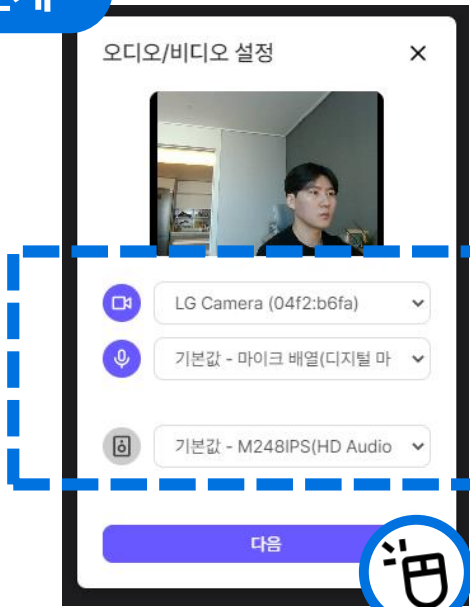 오디오/비디오 설정
LG Camera (04f2:b6fa)
기본값 - 마이크 배열(디지털 마
기본값 - M248IPS(HD Audio
다음